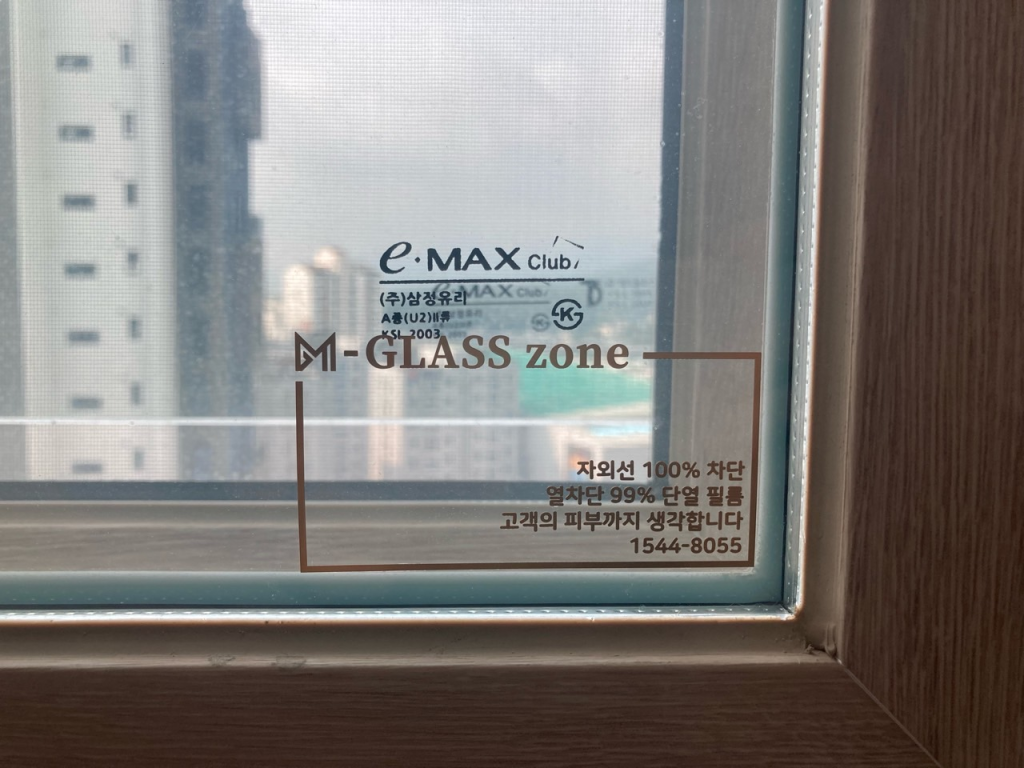 e·MAX Club
(주)삼정유리
A종(U2)II류
KSL 2003
M-GLASS zone
자외선 100% 차단
열차단 99% 단열 필름
고객의 피부까지 생각합니다
1544-8055